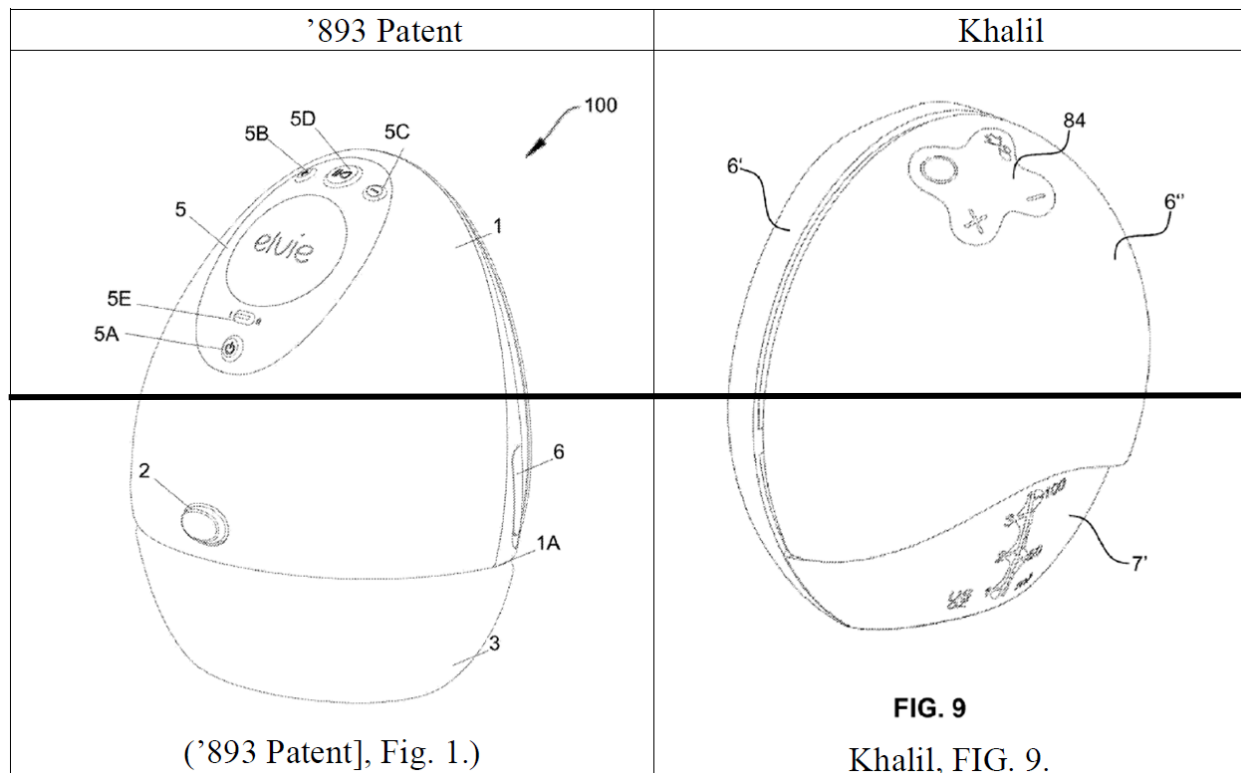 '893 Patent
Khalil
100
5B
5D
5C
5
elvie
1
5E
5A
2
6
1A
3
('893 Patent], Fig. 1.)
84
6'
6''
100
7'
FIG. 9
Khalil, FIG. 9.